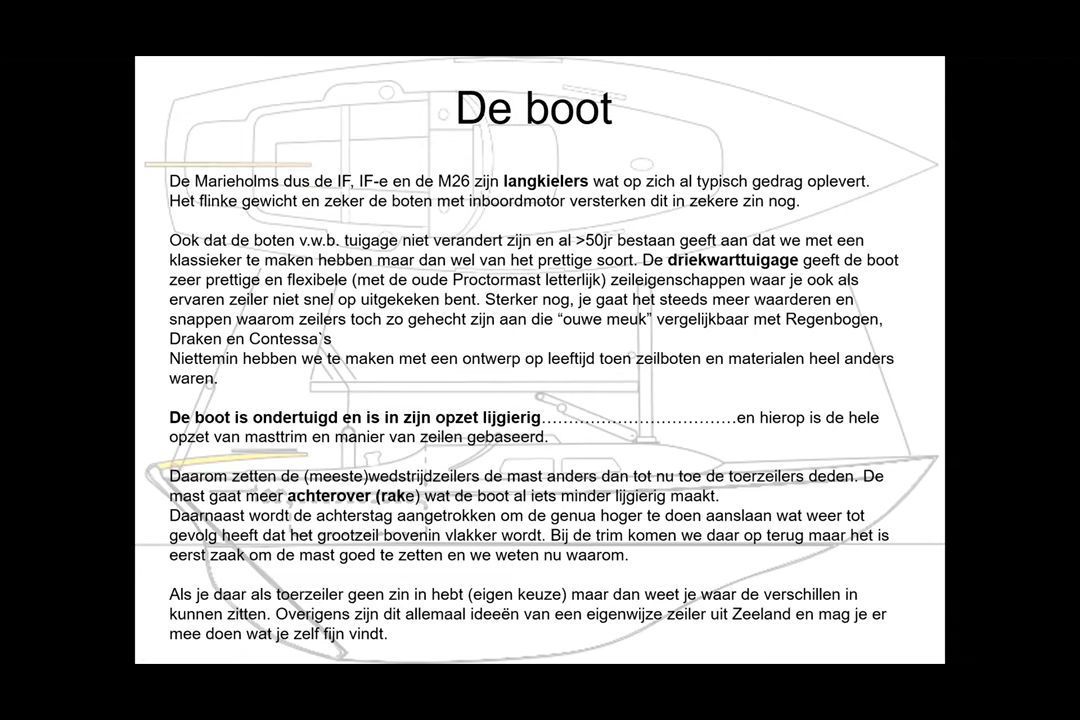 De boot
De Marieholms dus de IF, IF-e en de M26 zijn langkielers wat op zich al typisch gedrag oplevert.
Het flinke gewicht en zeker de boten met inboordmotor versterken dit in zekere zin nog.
Ook dat de boten v.w.b. tuigage niet verandert zijn en al >50jr bestaan geeft aan dat we met een
klassieker te maken hebben maar dan wel van het prettige soort. De driekwarttuigage geeft de boot
zeer prettige en flexibele (met de oude Proctormast letterlijk) zeileigenschappen waar je ook als
ervaren zeiler niet snel op uitgekeken bent. Sterker nog, je gaat het steeds meer waarderen en
snappen waarom zeilers toch zo gehecht zijn aan die “ouwe meuk” vergelijkbaar met Regenbogen,
Draken en Contessa`s
Niettemin hebben we te maken met een ontwerp op leeftijd toen zeilboten en materialen heel anders
waren.
De boot is ondertuigd en is in zijn opzet lijgierig……………………………….en hierop is de hele
opzet van masttrim en manier van zeilen gebaseerd.
Daarom zetten de (meeste)wedstrijdzeilers de mast anders dan tot nu toe de toerzeilers deden. De
mast gaat meer achterover (rake) wat de boot al iets minder lijgierig maakt.
Daarnaast wordt de achterstag aangetrokken om de genua hoger te doen aanslaan wat weer tot
gevolg heeft dat het grootzeil bovenin vlakker wordt. Bij de trim komen we daar op terug maar het is
eerst zaak om de mast goed te zetten en we weten nu waarom.
Als je daar als toerzeiler geen zin in hebt (eigen keuze) maar dan weet je waar de verschillen in
kunnen zitten. Overigens zijn dit allemaal ideeën van een eigenwijze zeiler uit Zeeland en mag je er
mee doen wat je zelf fijn vindt.